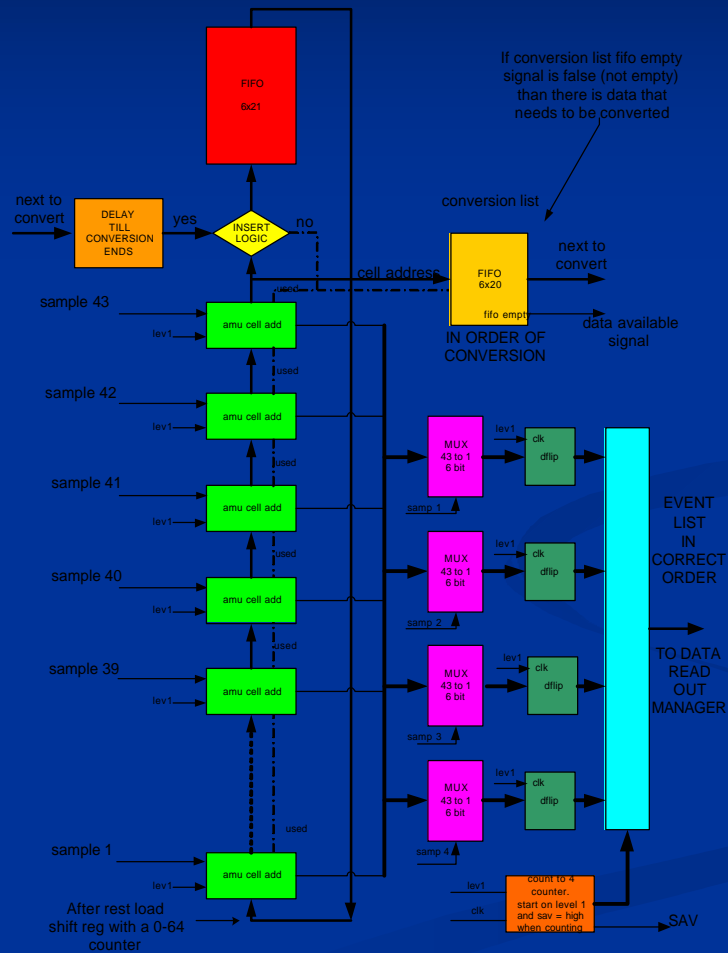 FIFO
6x21
If conversion list fifo empty
signal is false (not empty)
than there is data that
needs to be converted
next to
convert
DELAY
TILL
CONVERSION
ENDS
yes
INSERT
LOGIC
no
conversion list
cell address
used
FIFO
6x20
fifo empty
next to
convert
IN ORDER OF
CONVERSION
data available
signal
sample 43
lev1
amu cell add
used
sample 42
lev1
amu cell add
used
sample 41
lev1
amu cell add
used
sample 40
lev1
amu cell add
used
sample 39
lev1
amu cell add
used
sample 1
lev1
amu cell add
After rest load
shift reg with a 0-64
counter
MUX
43 to 1
6 bit
samp 1
lev1
clk
dflip
MUX
43 to 1
6 bit
samp 2
lev1
clk
dflip
MUX
43 to 1
6 bit
samp 3
lev1
clk
dflip
MUX
43 to 1
6 bit
samp 4
lev1
clk
dflip
EVENT
LIST
IN
CORRECT
ORDER
TO DATA
READ
OUT
MANAGER
lev1
clk
count to 4
counter.
start on level 1
and sav = high
when counting
SAV